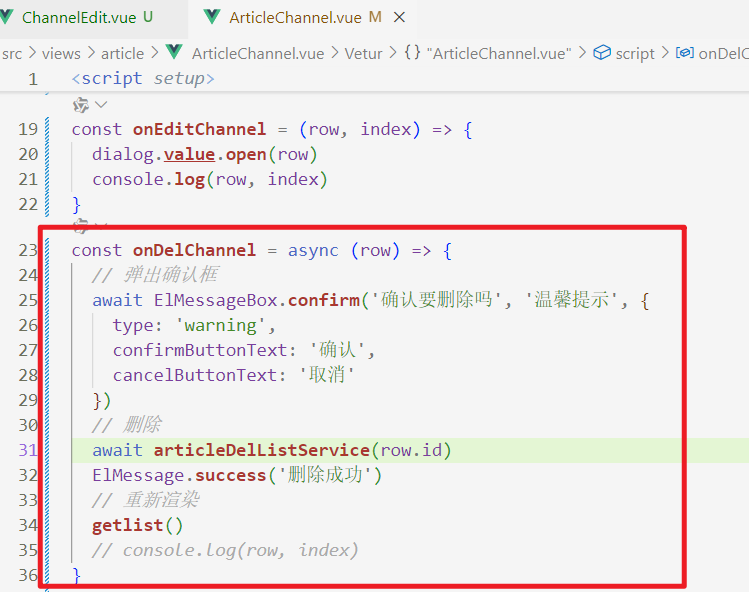 ChannelEdit.vue U ArticleChannel.vue M
src > views > article > ArticleChannel.vue > Vetur > {} "ArticleChannel.vue" > script > onDelC
1 <script setup>
19 const onEditChannel = (row, index) => {
20 dialog.value.open(row)
21 console.log(row, index)
22 }
23 const onDelChannel = async (row) => {
24 // 弹出确认框
25 await ElMessageBox.confirm('确认要删除吗', '温馨提示', {
26 type: 'warning',
27 confirmButtonText: '确认',
28 cancelButtonText: '取消'
29 })
30 // 删除
31 await articleDelListService(row.id)
32 ElMessage.success('删除成功')
33 // 重新渲染
34 getlist()
35 // console.log(row, index)
36 }